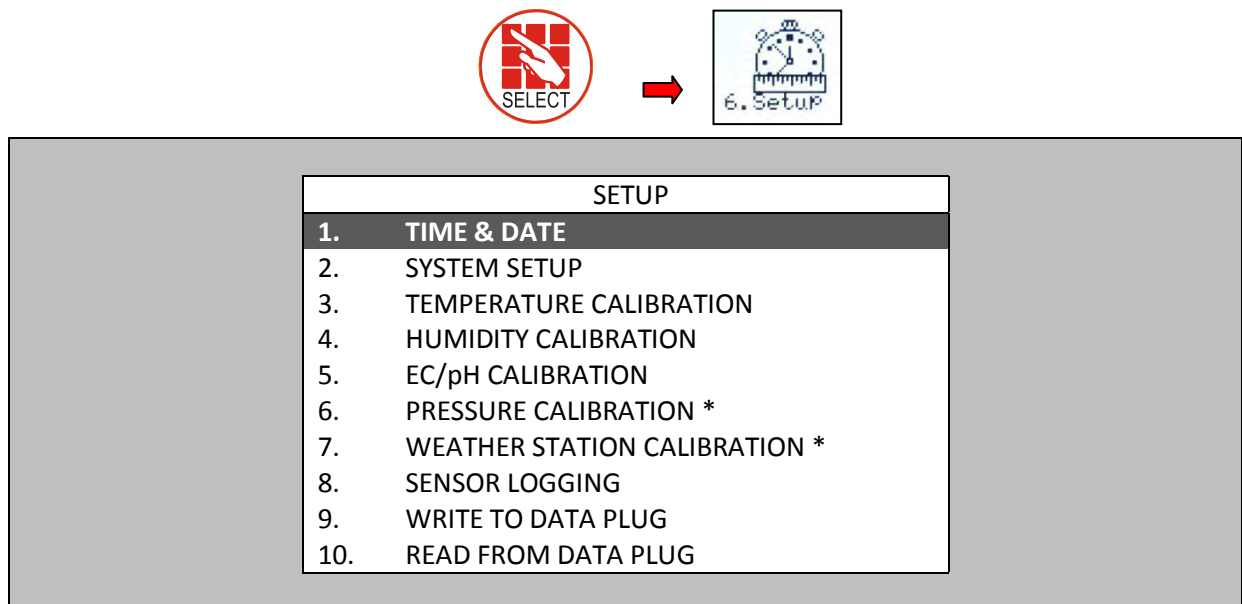 SELECT
6.Setup
SETUP
1. TIME & DATE
2. SYSTEM SETUP
3. TEMPERATURE CALIBRATION
4. HUMIDITY CALIBRATION
5. EC/pH CALIBRATION
6. PRESSURE CALIBRATION *
7. WEATHER STATION CALIBRATION *
8. SENSOR LOGGING
9. WRITE TO DATA PLUG
10. READ FROM DATA PLUG